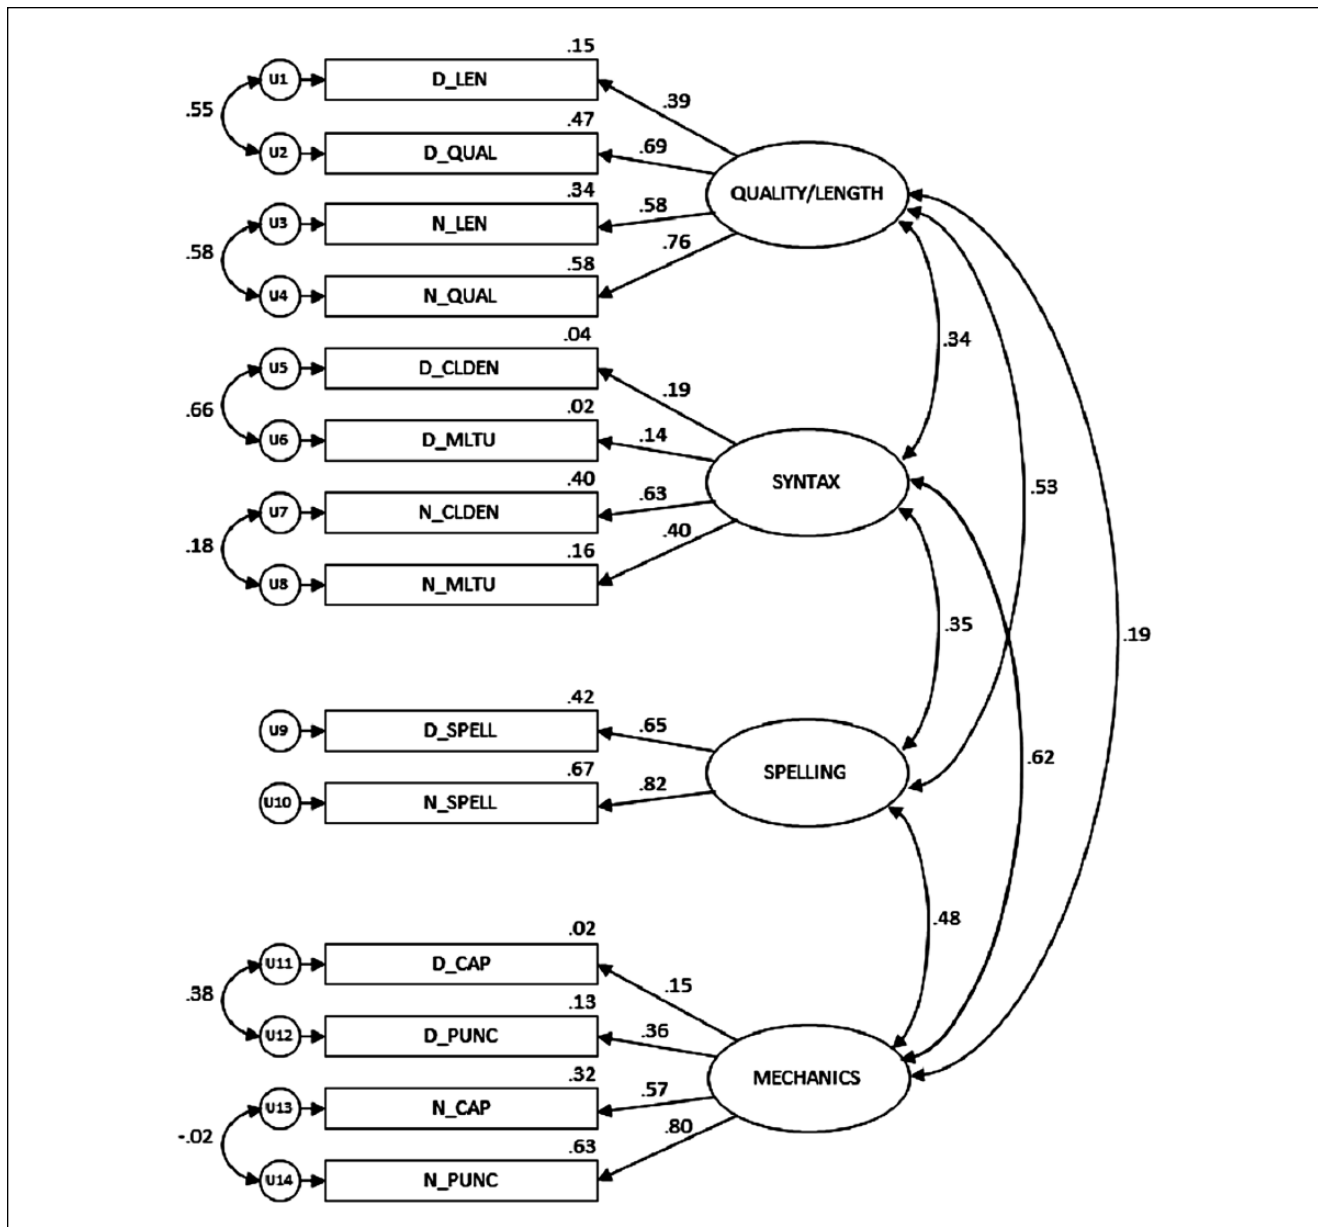 .15
U1 D_LEN
.39
.55
.47
U2 D_QUAL .69
QUALITY/LENGTH
.34
U3 N_LEN .58
.58
.76
.58
U4 N_QUAL
.34
.04
U5 D_CLDEN
.19
.66
.02
U6 D_MLTU .14
SYNTAX
.53
.40
U7 N_CLDEN .63
.18
.40
.16
U8 N_MLTU
.35
.19
.42
U9 D_SPELL .65
SPELLING
.62
.67
U10 N_SPELL .82
.48
.02
U11 D_CAP
.15
.38
.13
U12 D_PUNC .36
MECHANICS
.32
U13 N_CAP .57
-.02
.80
.63
U14 N_PUNC